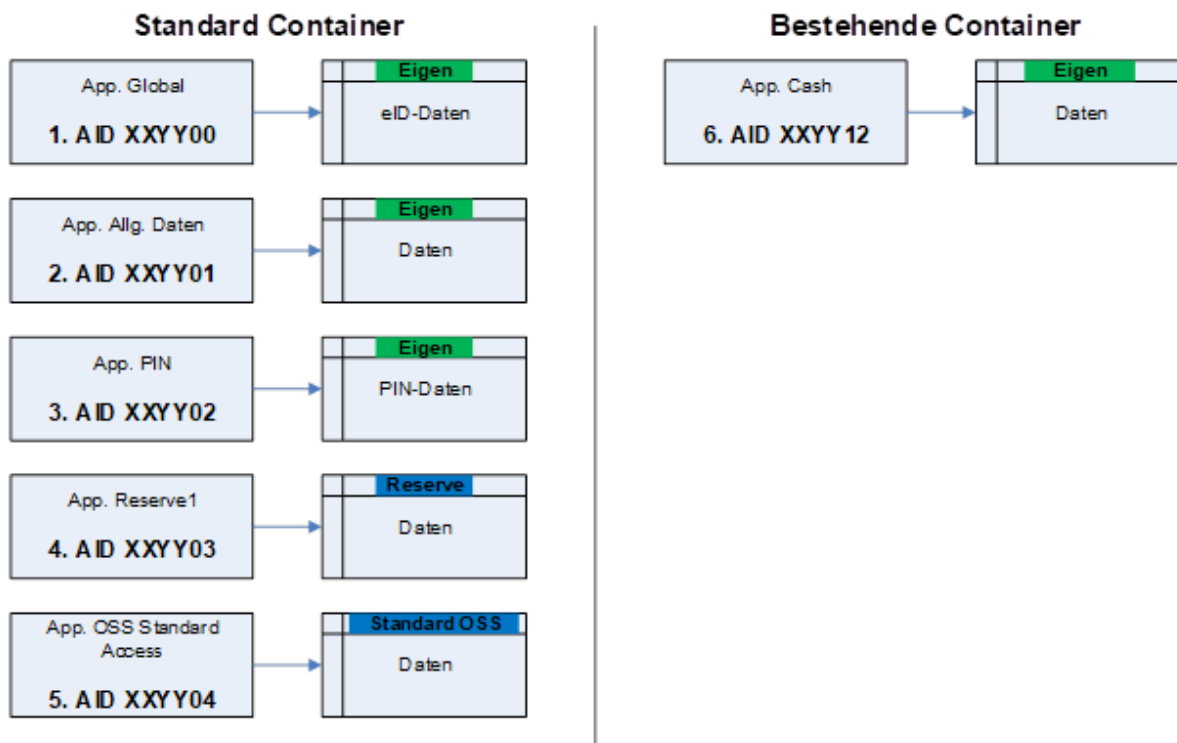 Standard Container
App. Global
1. AID XXYY00
Eigen
eID-Daten
App. Allg. Daten
2. AID XXYY01
Eigen
Daten
App. PIN
3. AID XXYY02
Eigen
PIN-Daten
App. Reserve1
4. AID XXYY03
Reserve
Daten
App. OSS Standard
Access
5. AID XXYY04
Standard OSS
Daten
Bestehende Container
App. Cash
6. AID XXYY12
Eigen
Daten